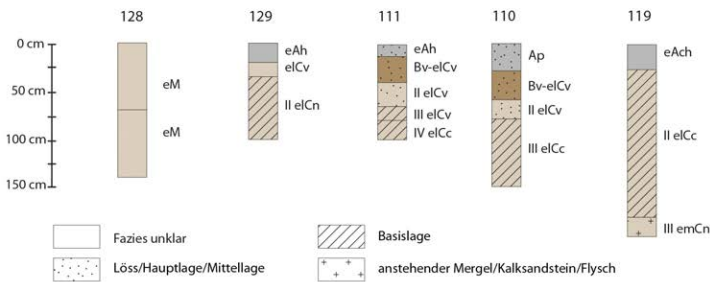 128 129 111 110 119
0 cm
50 cm
100 cm
150 cm
eM
eM
eAh
elCv
II elCn
eAh
Bv-elCv
II elCv
III elCv
IV elCc
Ap
Bv-elCv
II elCv
III elCc
eAch
II elCc
III emCn
Fazies unklar
Basislage
Löss/Hauptlage/Mittellage
anstehender Mergel/Kalksandstein/Flysch